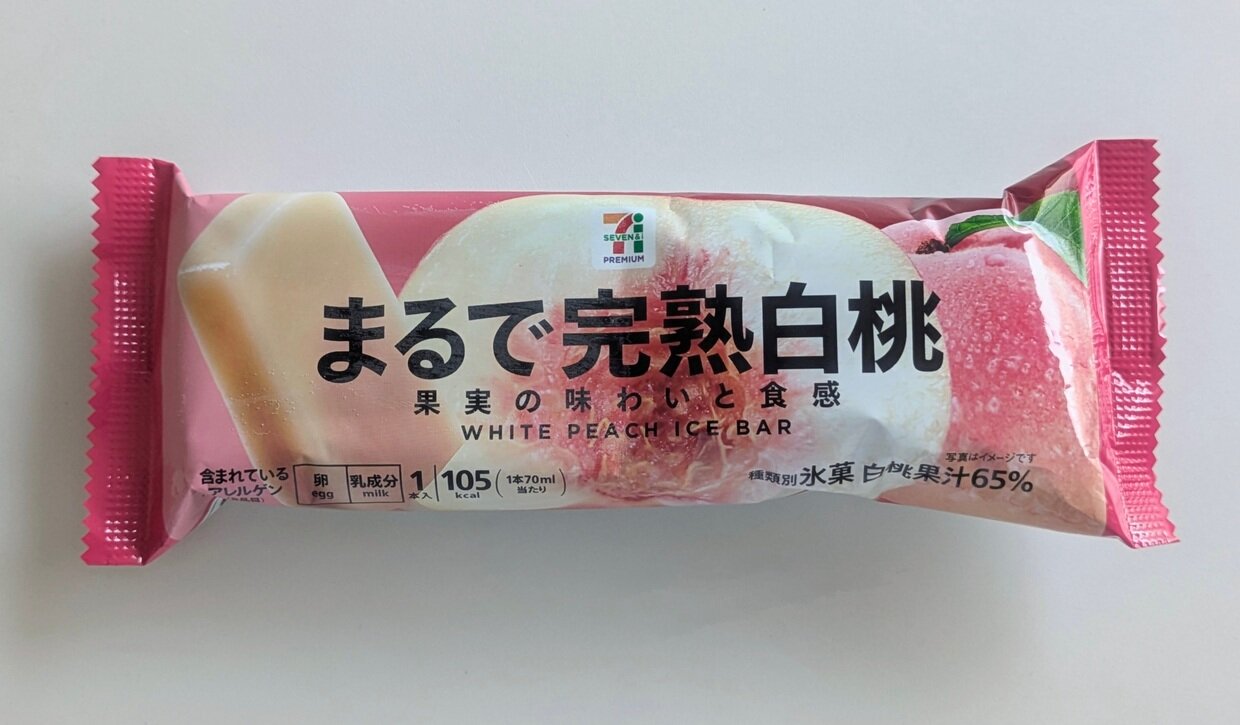 SEVEN&i
PREMIUM
まるで完熟白桃
果実の味わいと食感
WHITE PEACH ICE BAR
写真はイメージです
含まれている
アレルゲン
卵
egg
乳成分
milk
1
本入
105
kcal
(1本70ml
当たり)
種類別 氷菓 白桃果汁65%